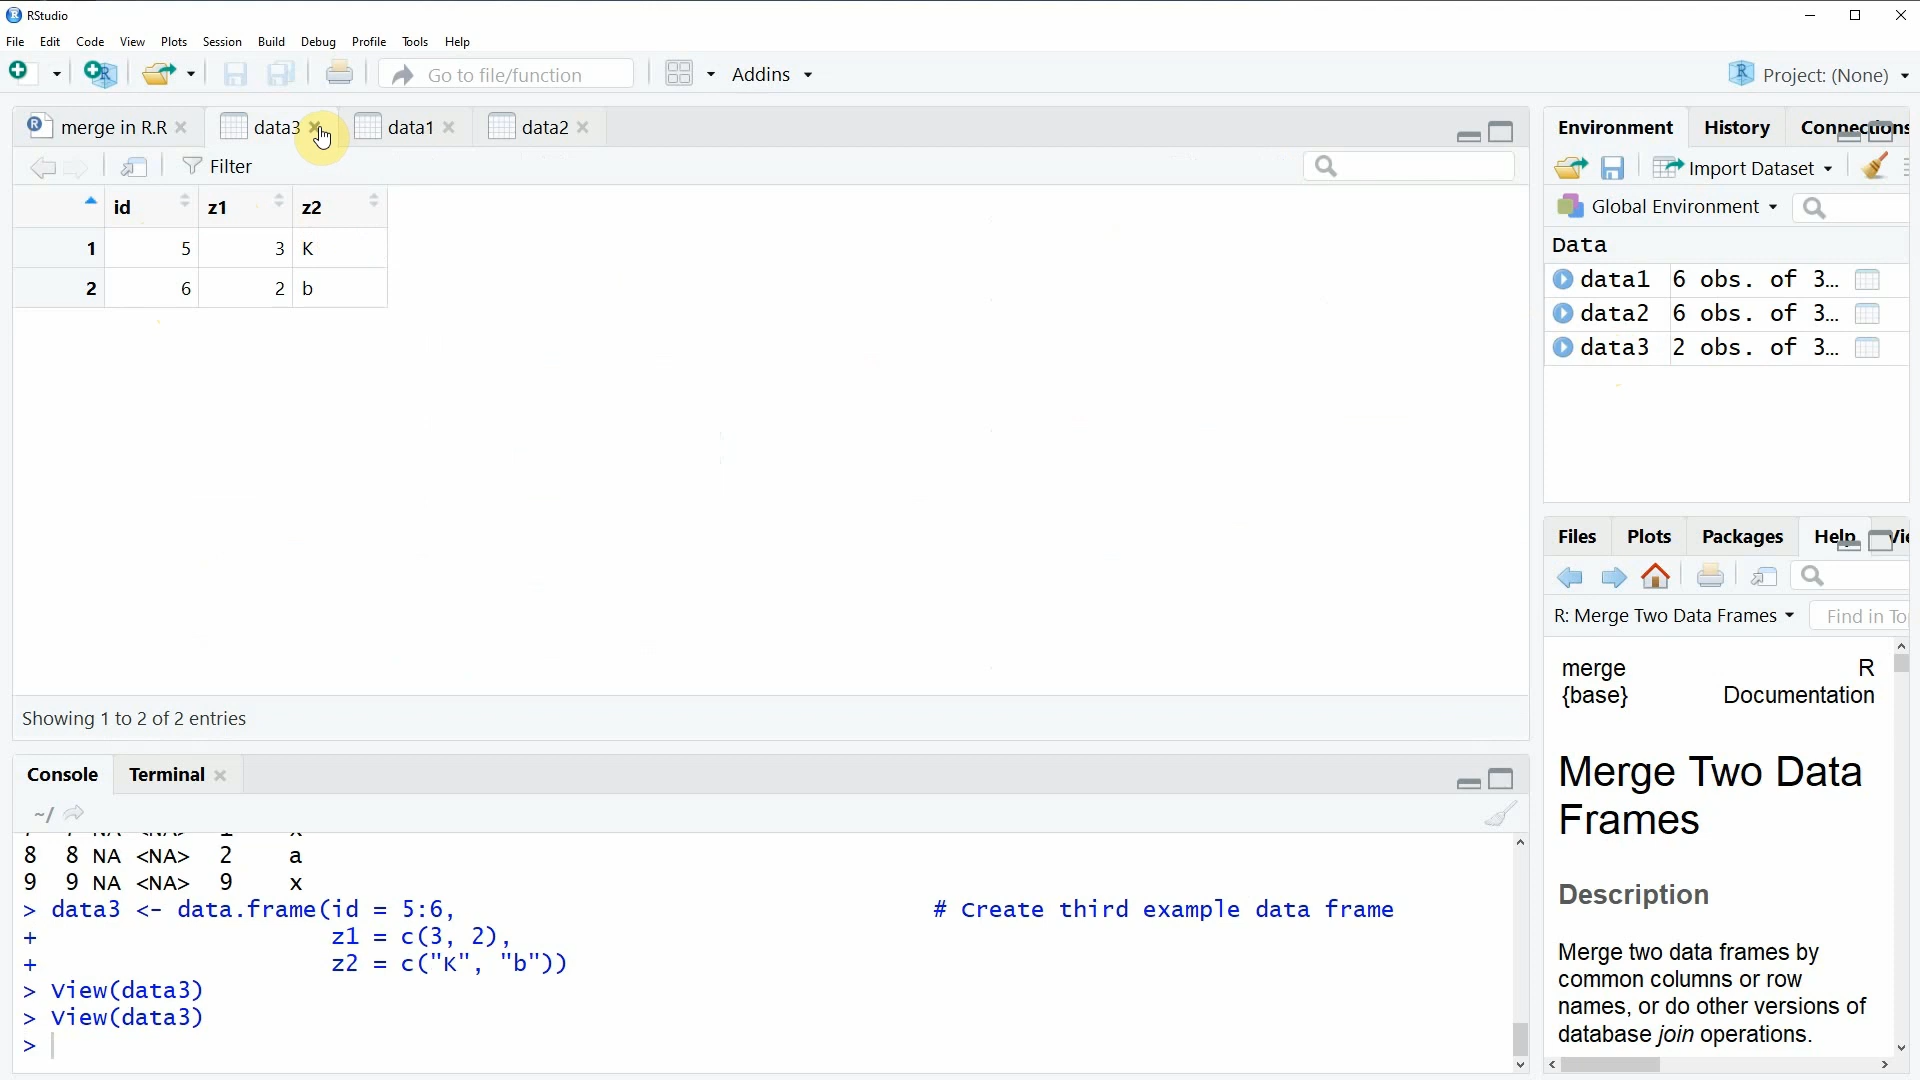 RStudio
File Edit Code View Plots Session Build Debug Profile Tools Help
Go to file/function Addins Project: (None)
merge in R.R data3 data1 data2
Filter
id z1 z2
1 5 3 K
2 6 2 b
Showing 1 to 2 of 2 entries
Console Terminal
~/
8 8 NA <NA> 2 a
9 9 NA <NA> 9 x
> data3 <- data.frame(id = 5:6, # Create third example data frame
+ z1 = c(3, 2),
+ z2 = c("K", "b"))
> View(data3)
> View(data3)
>
Environment History Connections
Import Dataset
Global Environment
Data
data1 6 obs. of 3…
data2 6 obs. of 3…
data3 2 obs. of 3…
Files Plots Packages Help Vie
R: Merge Two Data Frames Find in To
merge R
{base} Documentation
Merge Two Data
Frames
Description
Merge two data frames by
common columns or row
names, or do other versions of
database join operations.